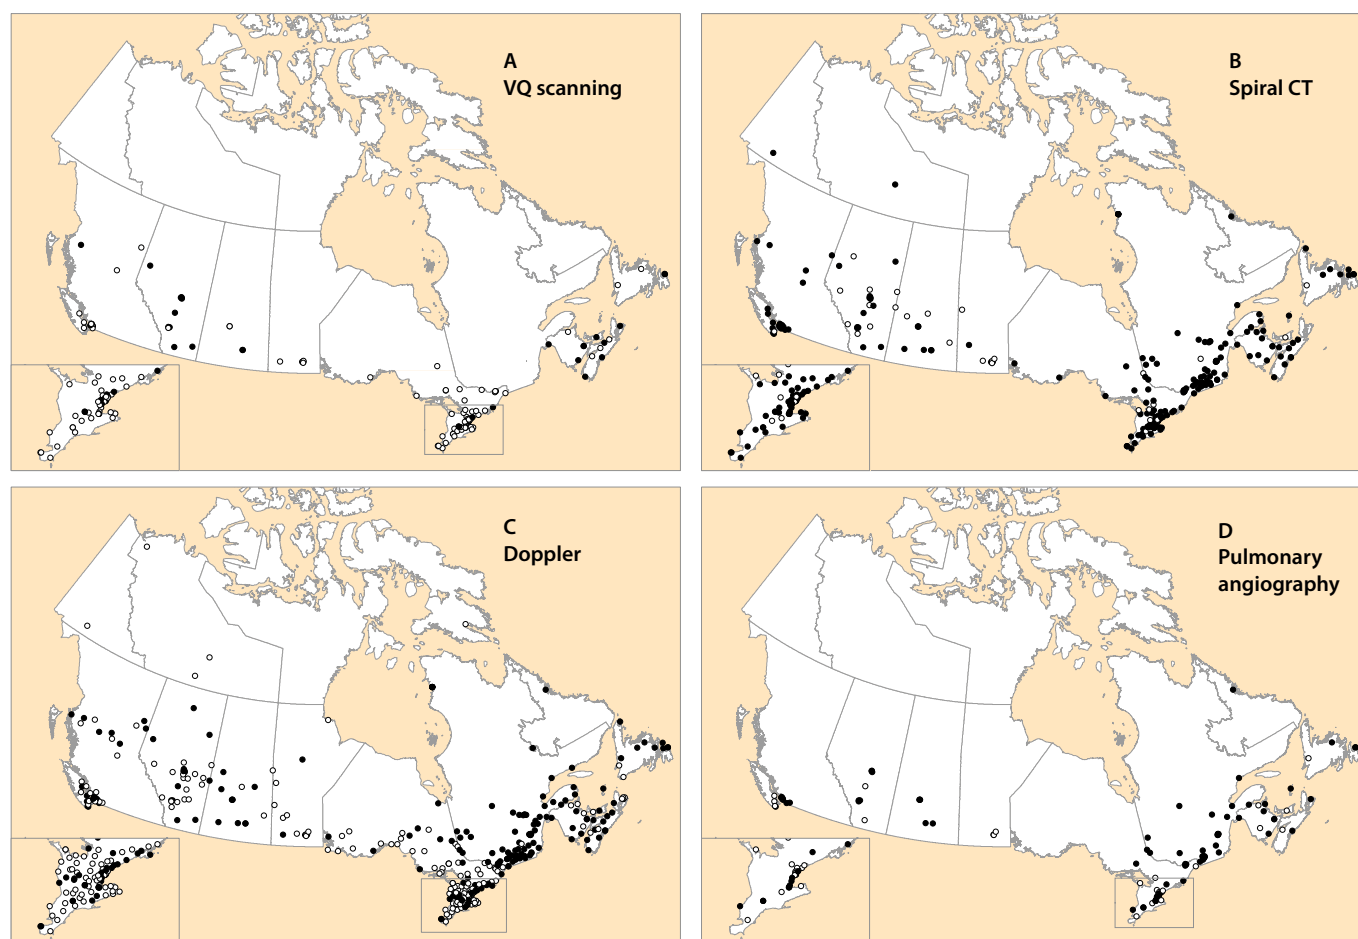 A
VQ scanning
B
Spiral CT
C
Doppler
D
Pulmonary
angiography